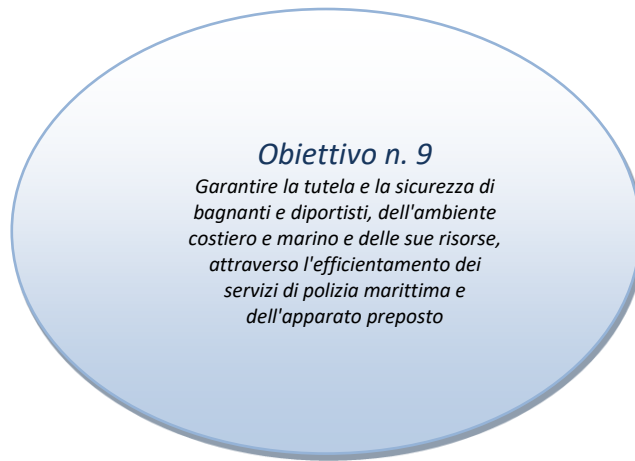 Obiettivo n. 9
Garantire la tutela e la sicurezza di
bagnanti e diportisti, dell'ambiente
costiero e marino e delle sue risorse,
attraverso l'efficientamento dei
servizi di polizia marittima e
dell'apparato preposto